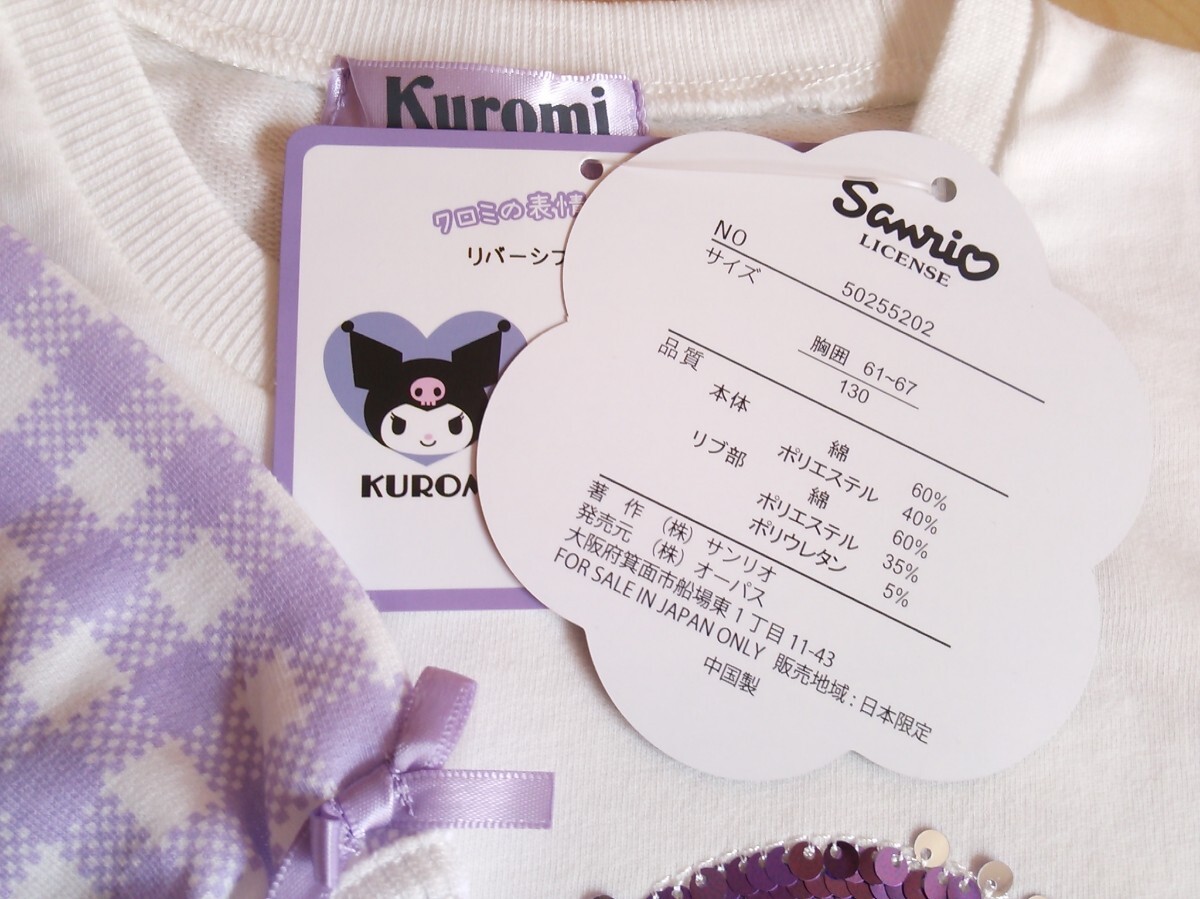 Kuromi
クロミの表情
リバーシブ
KUROM
Sanrio
LICENSE
NO 50255202
サイズ
胸囲 61~67
130
品質
本体 綿 60%
ポリエステル 40%
リブ部 綿 60%
ポリエステル 35%
ポリウレタン 5%
著作 (株) サンリオ
発売元 (株) オーパス
大阪府箕面市船場東1丁目11-43
FOR SALE IN JAPAN ONLY 販売地域:日本限定
中国製